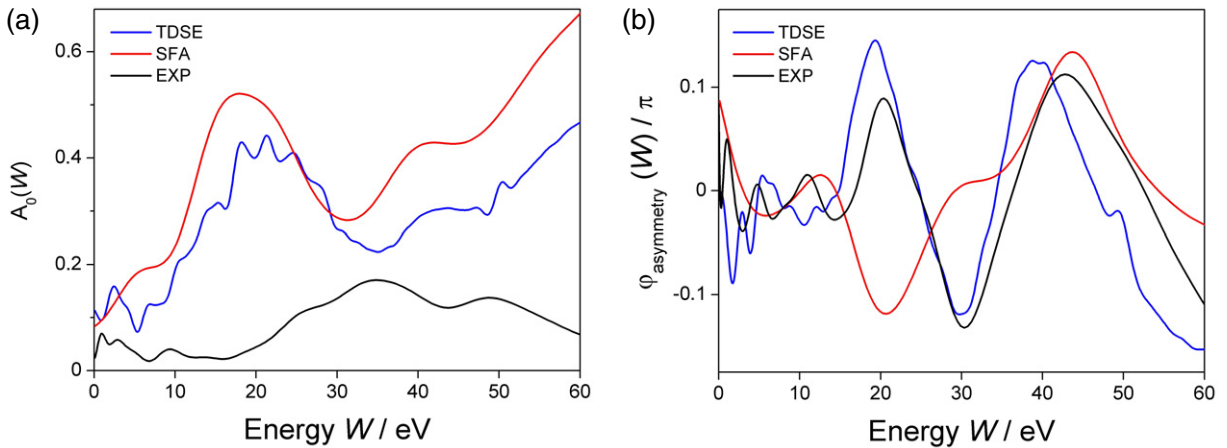 (a)
TDSE
SFA
EXP
A₀(W)
0.6
0.4
0.2
0
0 10 20 30 40 50 60
Energy W / eV
(b)
TDSE
SFA
EXP
φasymmetry (W) / π
0.1
0
-0.1
0 10 20 30 40 50 60
Energy W / eV